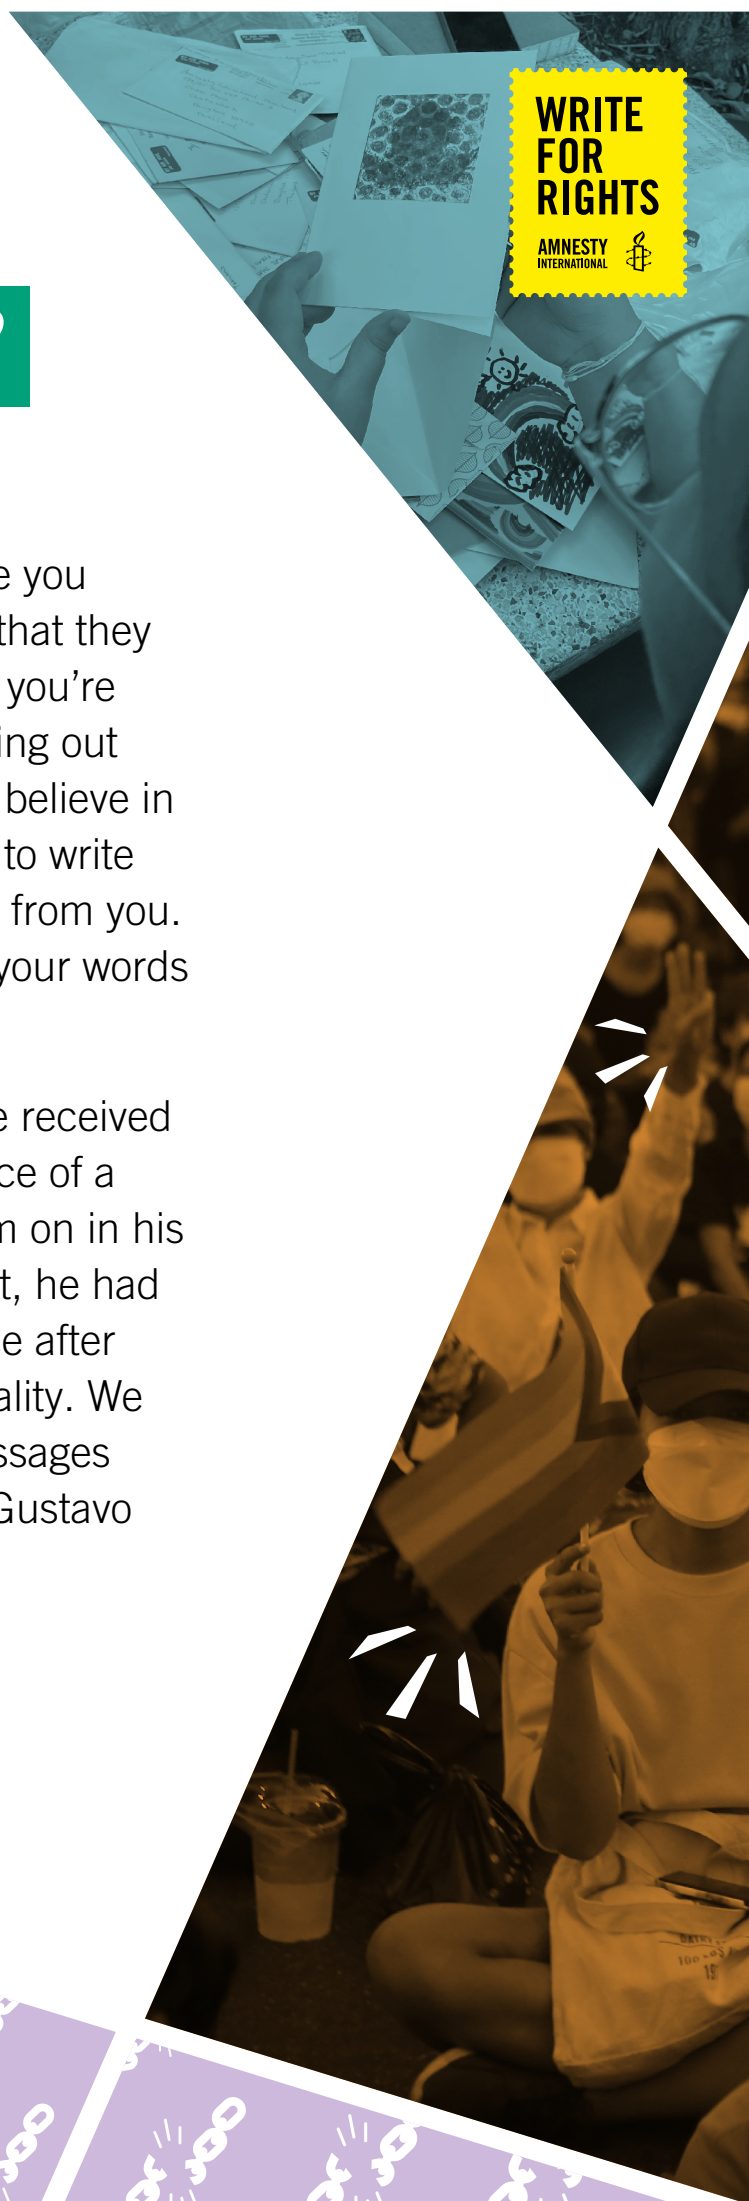 WRITE
FOR
RIGHTS
AMNESTY
INTERNATIONAL
?
e you
that they
you’re
ing out
believe in
to write
from you.
your words
e received
ce of a
m on in his
t, he had
e after
ality. We
ssages
Gustavo